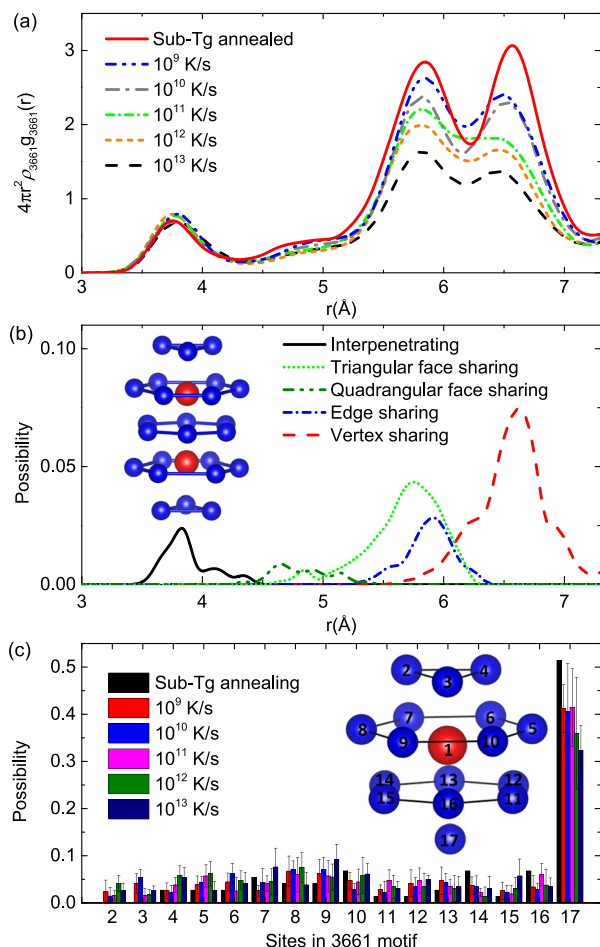 (a)
Sub-Tg annealed
10⁹ K/s
10¹⁰ K/s
10¹¹ K/s
10¹² K/s
10¹³ K/s
4πr²ρ₃₆₆₁g₃₆₆₁(r)
3
2
1
0
3 4 5 6 7
r(Å)
(b)
Interpenetrating
Triangular face sharing
Quadrangular face sharing
Edge sharing
Vertex sharing
Possibility
0.10
0.05
0.00
3 4 5 6 7
r(Å)
(c)
Sub-Tg annealing
10⁹ K/s
10¹⁰ K/s
10¹¹ K/s
10¹² K/s
10¹³ K/s
2 4
3
7 6
8 5
9 1 10
14 13 12
15 16 11
17
Possibility
0.5
0.4
0.3
0.2
0.1
0.0
2 3 4 5 6 7 8 9 10 11 12 13 14 15 16 17
Sites in 3661 motif